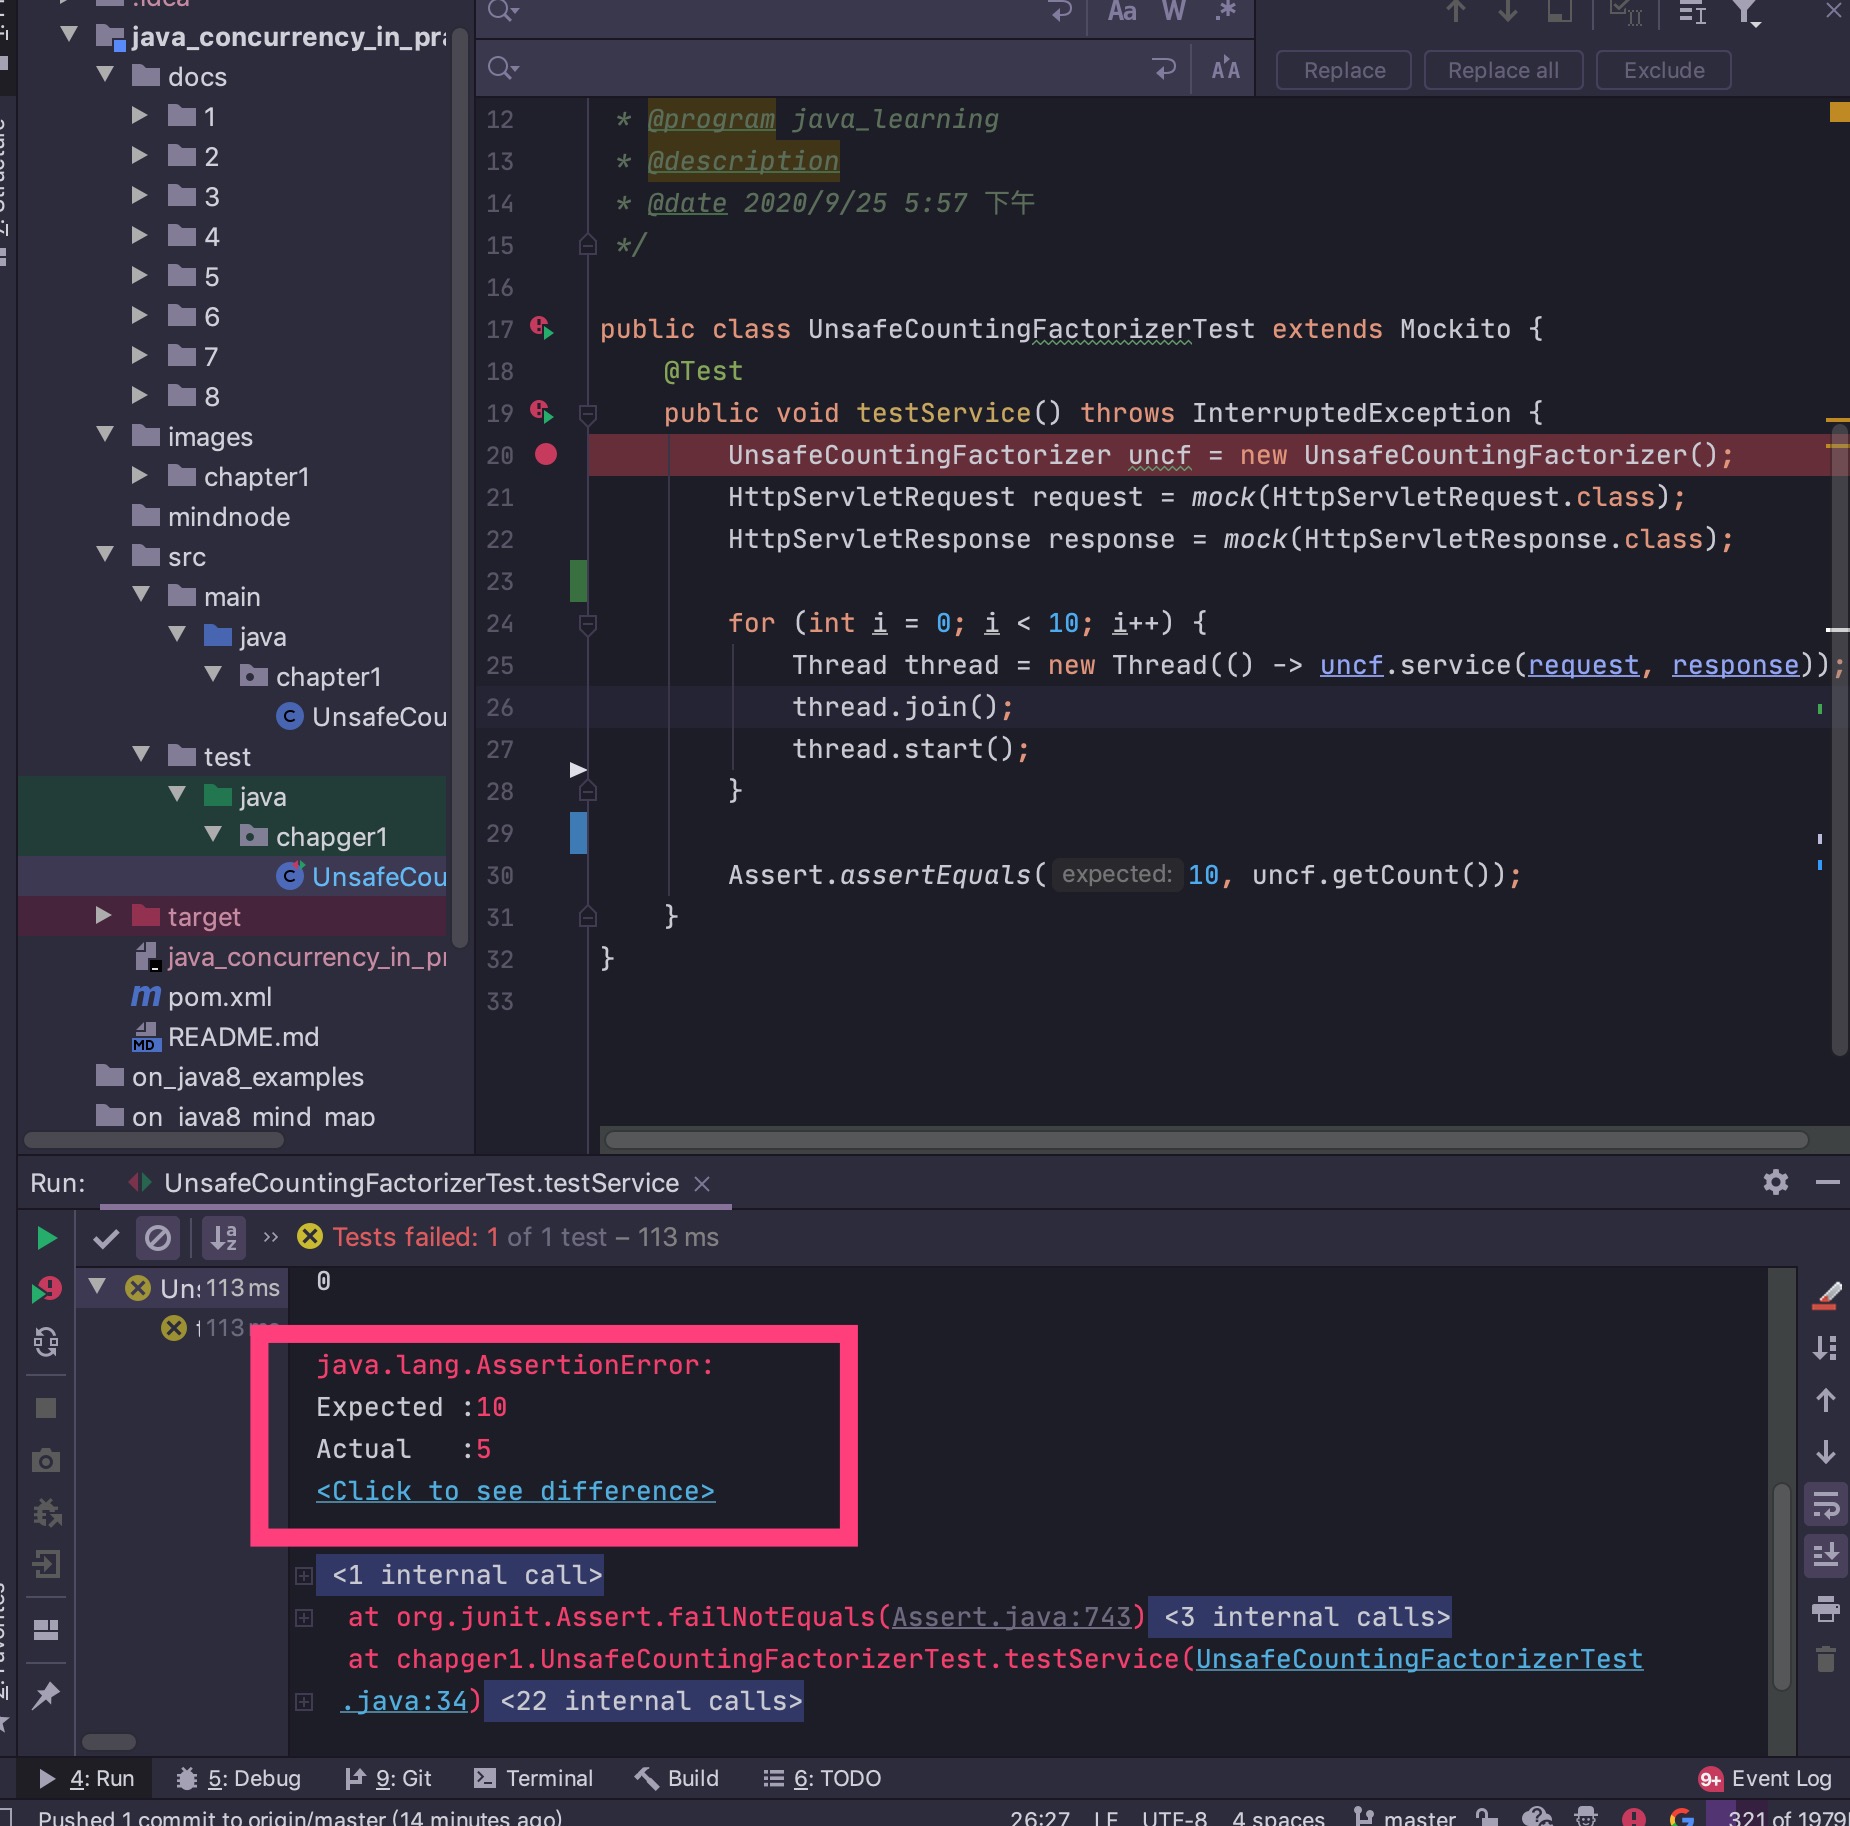 .idea
java_concurrency_in_pra
docs
1
2
3
4
5
6
7
8
images
chapter1
mindnode
src
main
java
chapter1
UnsafeCou
test
java
chapger1
UnsafeCou
target
java_concurrency_in_pr
pom.xml
README.md
on_java8_examples
on_java8_mind_map
Aa W .*
Replace Replace all Exclude
12 * @program java_learning
13 * @description
14 * @date 2020/9/25 5:57 下午
15 */
16
17 public class UnsafeCountingFactorizerTest extends Mockito {
18 @Test
19 public void testService() throws InterruptedException {
20 UnsafeCountingFactorizer uncf = new UnsafeCountingFactorizer();
21 HttpServletRequest request = mock(HttpServletRequest.class);
22 HttpServletResponse response = mock(HttpServletResponse.class);
23
24 for (int i = 0; i < 10; i++) {
25 Thread thread = new Thread(() -> uncf.service(request, response));
26 thread.join();
27 thread.start();
28 }
29
30 Assert.assertEquals( expected: 10, uncf.getCount());
31 }
32 }
33
Run: UnsafeCountingFactorizerTest.testService
Tests failed: 1 of 1 test – 113 ms
Uns 113 ms
t 113 ms
0
java.lang.AssertionError:
Expected :10
Actual :5
<Click to see difference>
<1 internal call>
at org.junit.Assert.failNotEquals(Assert.java:743) <3 internal calls>
at chapger1.UnsafeCountingFactorizerTest.testService(UnsafeCountingFactorizerTest
.java:34) <22 internal calls>
4: Run 5: Debug 9: Git Terminal Build 6: TODO 9+ Event Log
Pushed 1 commit to origin/master (14 minutes ago) 26:27 LF UTF-8 4 spaces master 321 of 1979